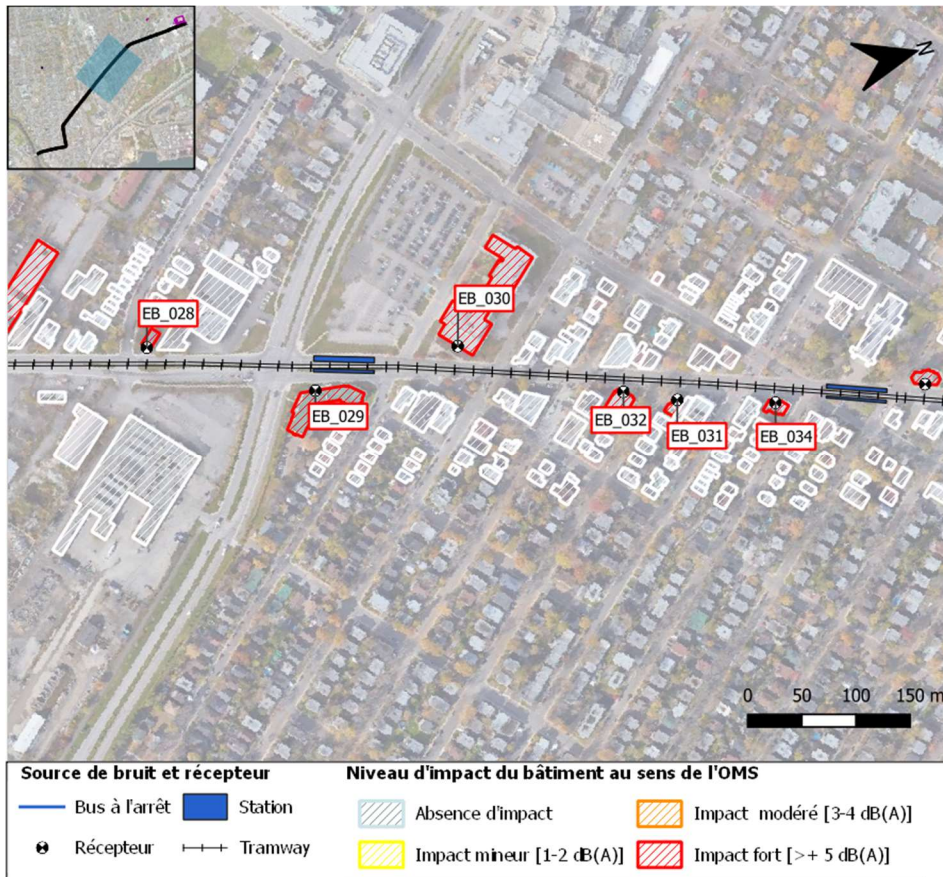 N
EB_028
EB_030
EB_029
EB_032
EB_031
EB_034
0 50 100 150 m
Source de bruit et récepteur
Bus à l'arrêt
Station
Récepteur
Tramway
Niveau d'impact du bâtiment au sens de l'OMS
Absence d'impact
Impact modéré [3-4 dB(A)]
Impact mineur [1-2 dB(A)]
Impact fort [>+ 5 dB(A)]